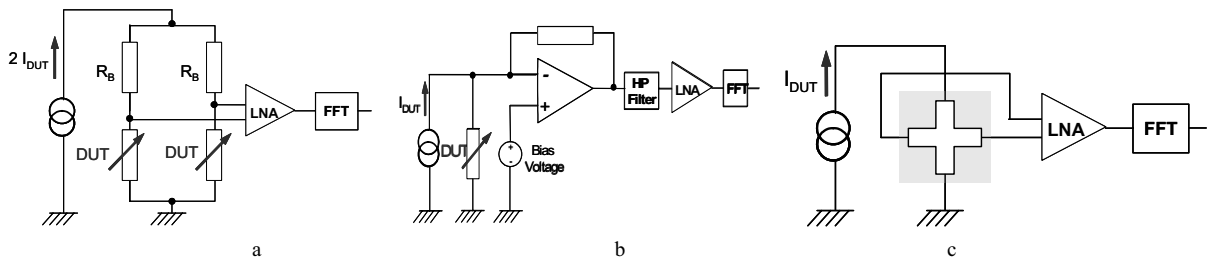 2 I_DUT
R_B
R_B
DUT
DUT
LNA
FFT
a
I_DUT
DUT
-
+
+
-
Bias
Voltage
HP
Filter
LNA
FFT
b
I_DUT
LNA
FFT
c